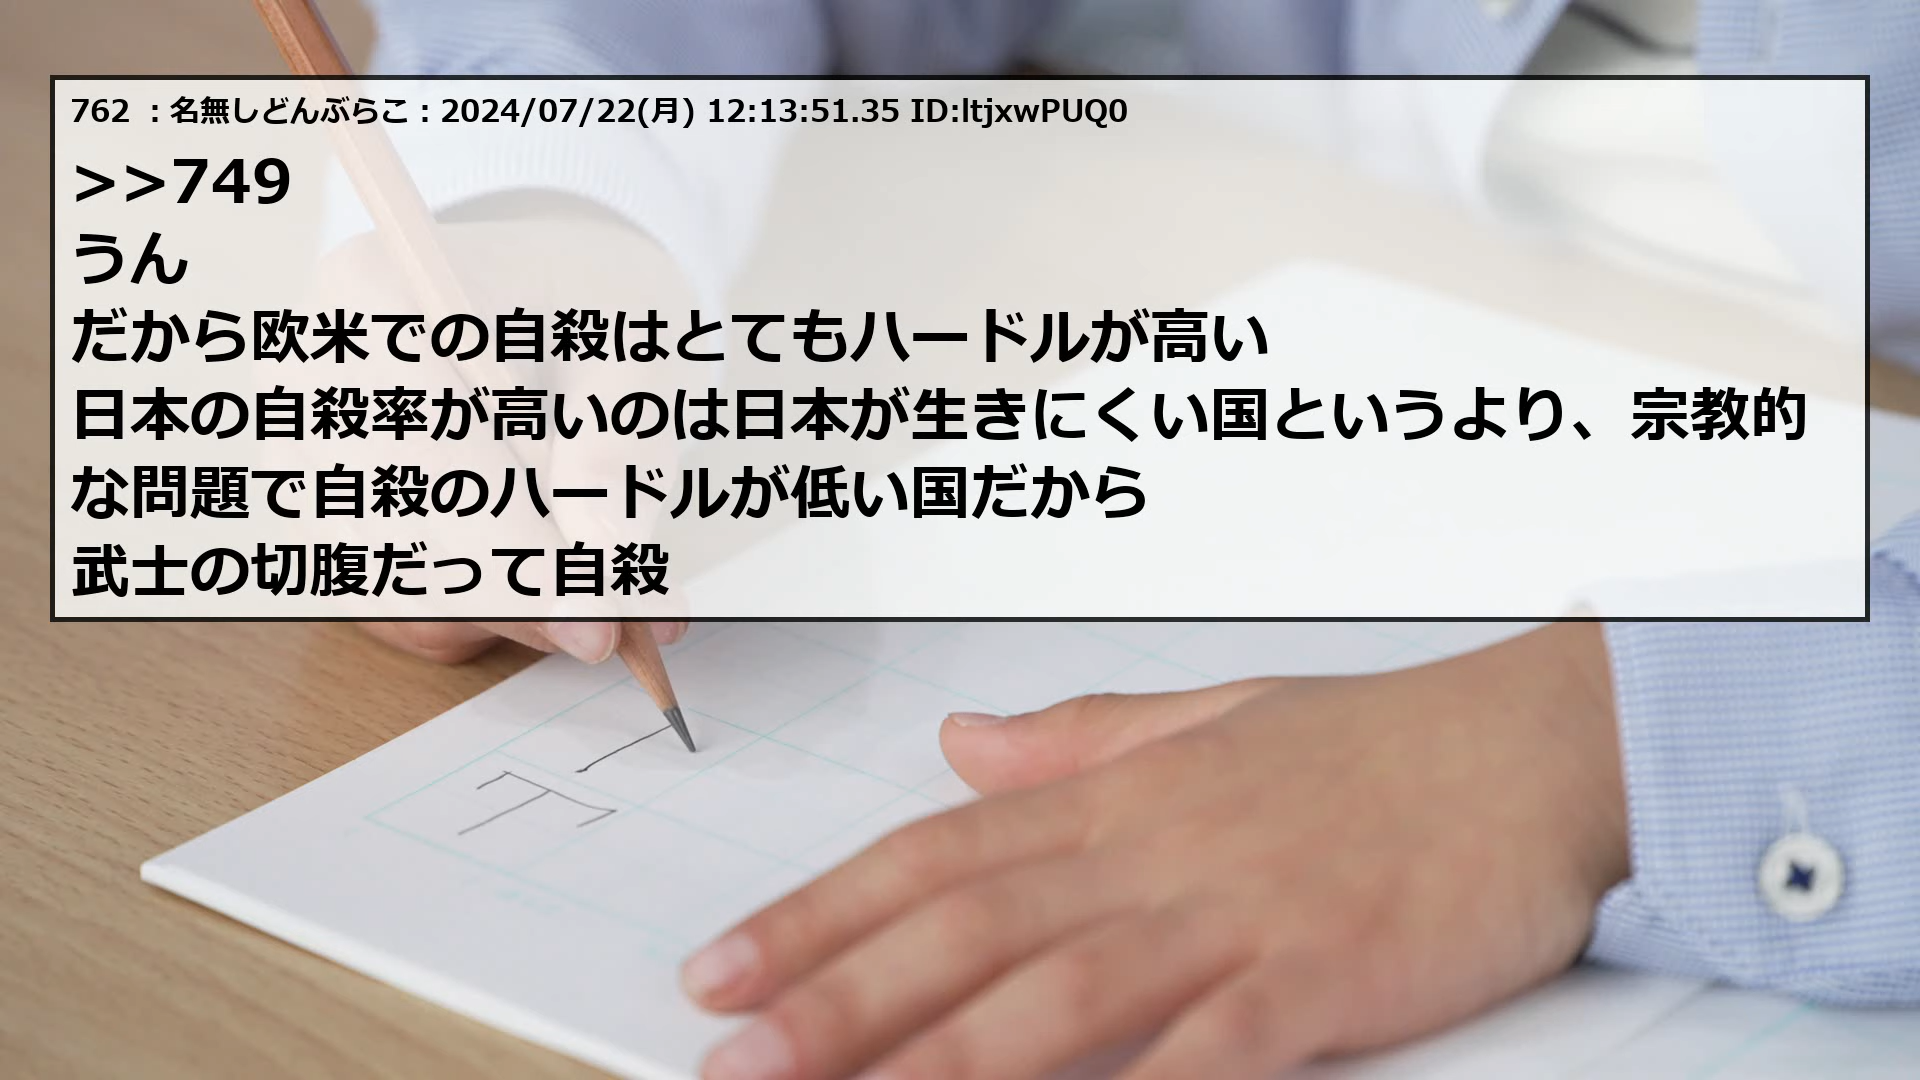 762 ：名無しどんぶらこ：2024/07/22(月) 12:13:51.35 ID:ltjxwPUQ0
>>749
うん
だから欧米での自殺はとてもハードルが高い
日本の自殺率が高いのは日本が生きにくい国というより、宗教的
な問題で自殺のハードルが低い国だから
武士の切腹だって自殺